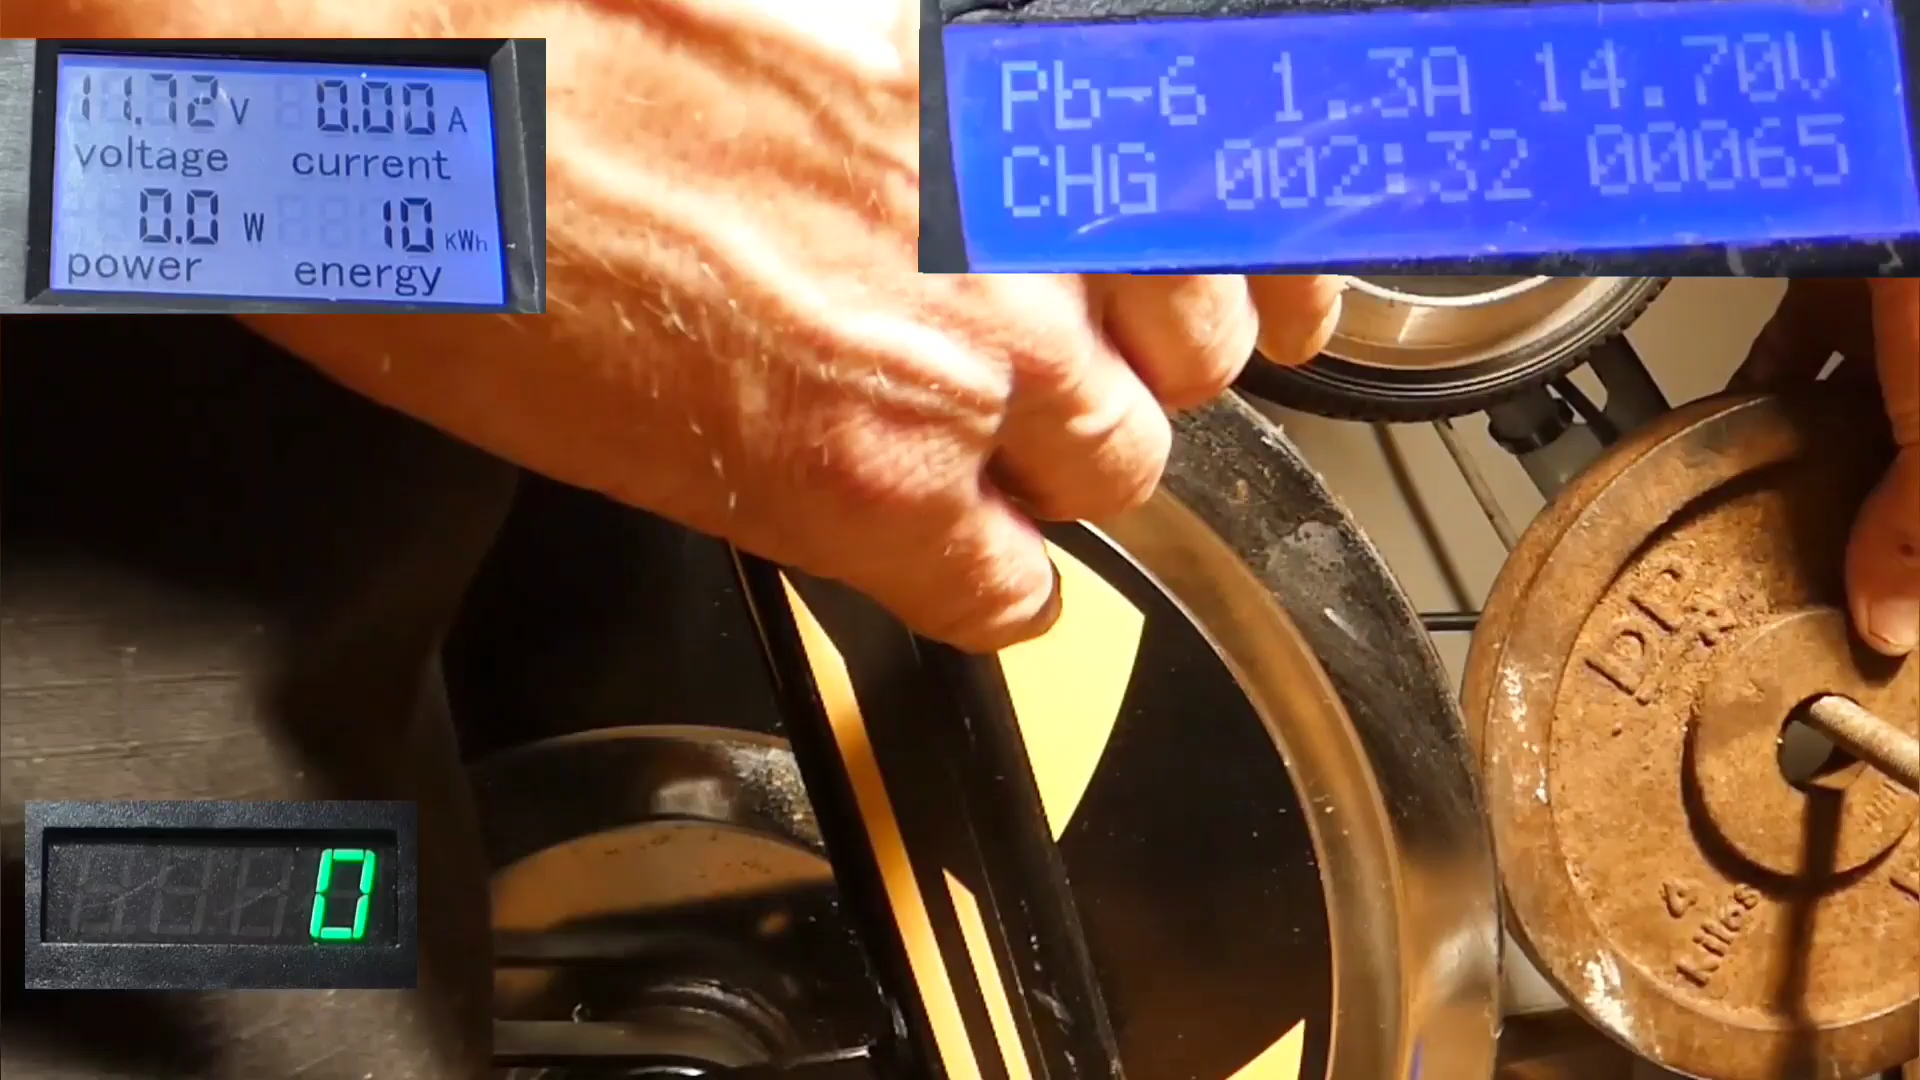 11.72 V 0.00 A
voltage current
0.0 W 10 KWh
power energy
Pb-6 1.3A 14.70V
CHG 002:32 00065
0
4
kilos